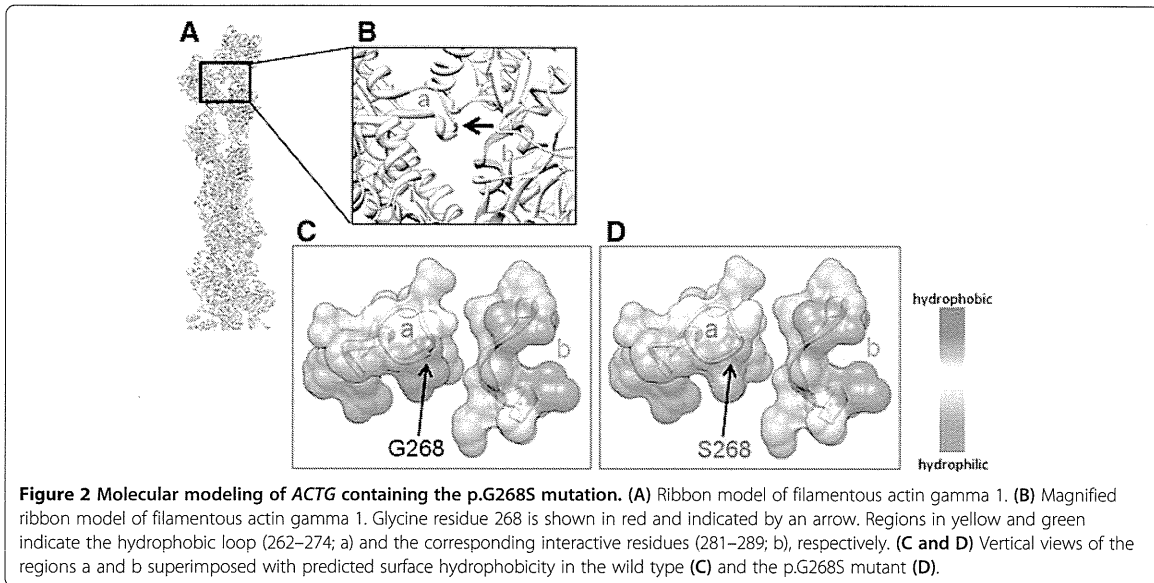 A
B
a
b
C
D
a
b
G268
a
b
S268
hydrophobic
hydrophilic
Figure 2 Molecular modeling of ACTG containing the p.G268S mutation. (A) Ribbon model of filamentous actin gamma 1. (B) Magnified
ribbon model of filamentous actin gamma 1. Glycine residue 268 is shown in red and indicated by an arrow. Regions in yellow and green
indicate the hydrophobic loop (262–274; a) and the corresponding interactive residues (281–289; b), respectively. (C and D) Vertical views of the
regions a and b superimposed with predicted surface hydrophobicity in the wild type (C) and the p.G268S mutant (D).